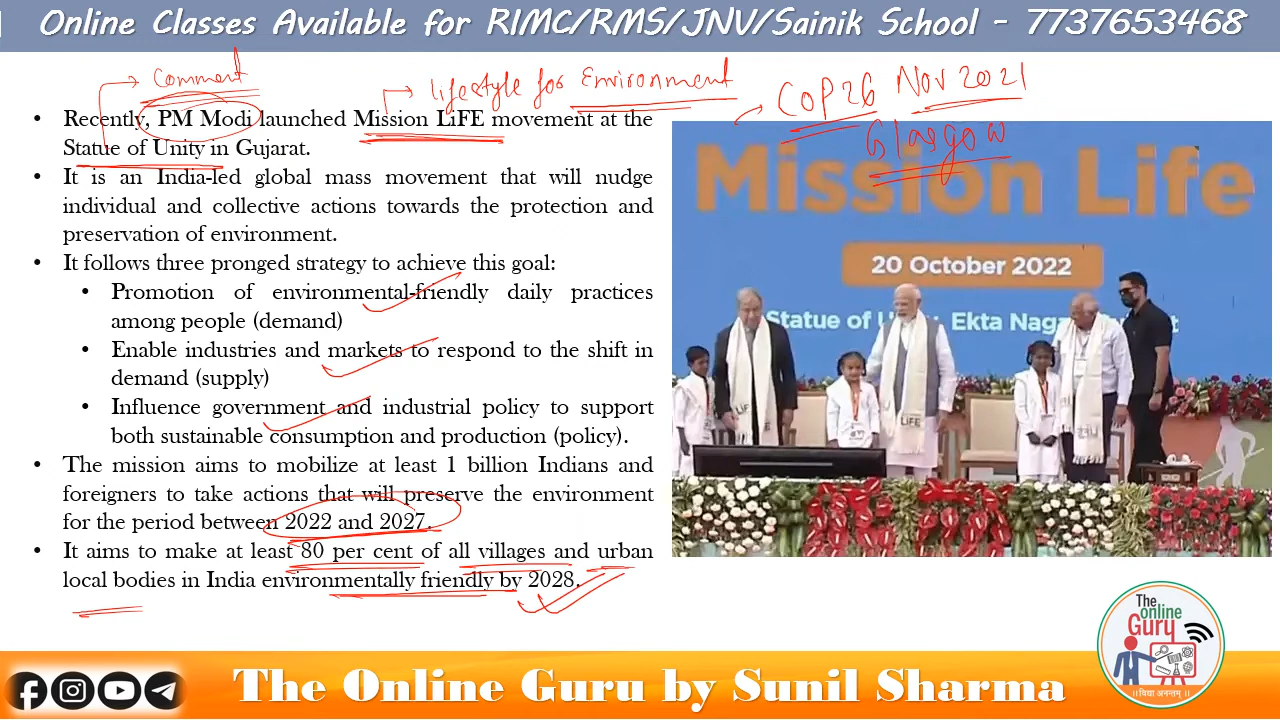 Online Classes Available for RIMC/RMS/JNV/Sainik School - 7737653468
Comment
Lifestyle for Environment
COP26 Nov 2021
Glasgow
• Recently, PM Modi launched Mission LiFE movement at the
Statue of Unity in Gujarat.
• It is an India-led global mass movement that will nudge
individual and collective actions towards the protection and
preservation of environment.
• It follows three pronged strategy to achieve this goal:
• Promotion of environmental-friendly daily practices
among people (demand)
• Enable industries and markets to respond to the shift in
demand (supply)
• Influence government and industrial policy to support
both sustainable consumption and production (policy).
• The mission aims to mobilize at least 1 billion Indians and
foreigners to take actions that will preserve the environment
for the period between 2022 and 2027.
• It aims to make at least 80 per cent of all villages and urban
local bodies in India environmentally friendly by 2028.
Mission Life
20 October 2022
Statue of Ekta
LiFE
The
online
Guru
।। विद्या अनन्तम् ।।
The Online Guru by Sunil Sharma